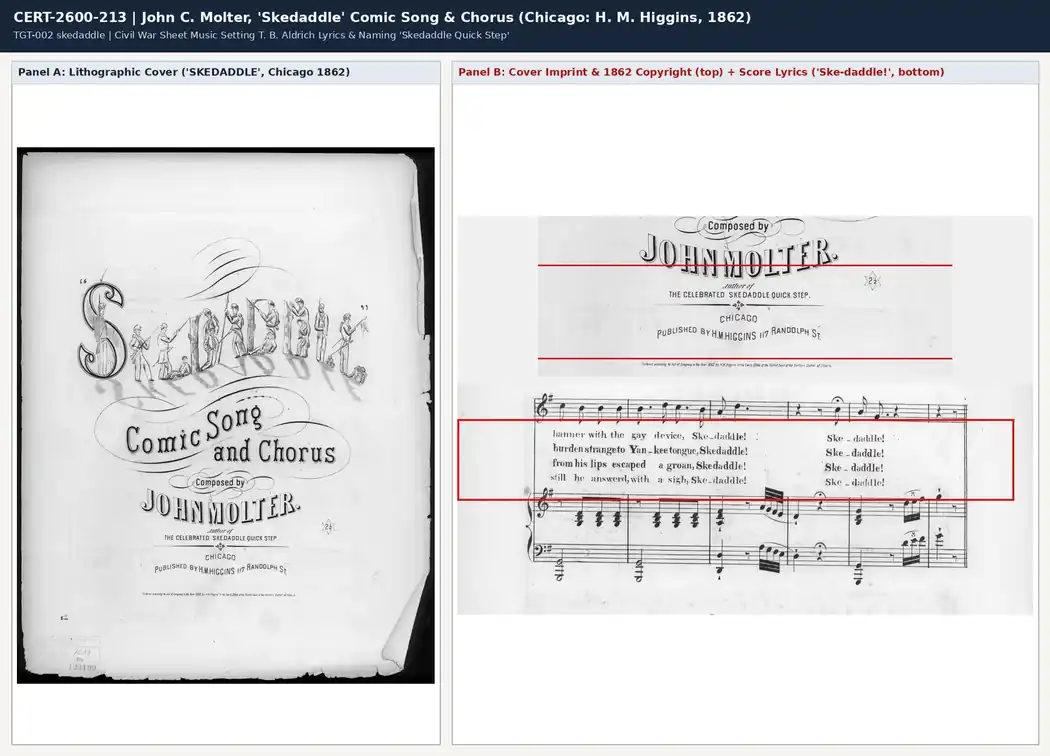 CERT-2600-213 | John C. Molter, 'Skedaddle' Comic Song & Chorus (Chicago: H. M. Higgins, 1862)
TGT-002 skedaddle | Civil War Sheet Music Setting T. B. Aldrich Lyrics & Naming 'Skedaddle Quick Step'
Panel A: Lithographic Cover ('SKEDADDLE', Chicago 1862)
"SKEDADDLE"
Comic Song
and Chorus
Composed by
JOHN MOLTER.
Author of
THE CELEBRATED SKEDADDLE QUICK STEP.
CHICAGO
PUBLISHED BY H.M.HIGGINS 117 RANDOLPH ST.
Panel B: Cover Imprint & 1862 Copyright (top) + Score Lyrics ('Ske-daddle!', bottom)
Composed by
JOHN MOLTER.
Author of
THE CELEBRATED SKEDADDLE QUICK STEP.
2½
CHICAGO
PUBLISHED BY H.M.HIGGINS 117 RANDOLPH ST.
banner with the gay device, Ske-daddle! Ske-daddle!
burden strange to Yan-kee tongue, Skedaddle! Ske-daddle!
from his lips escaped a groan, Skedaddle! Ske-daddle!
still he answerd, with a sigh, Ske-daddle! Ske-daddle!